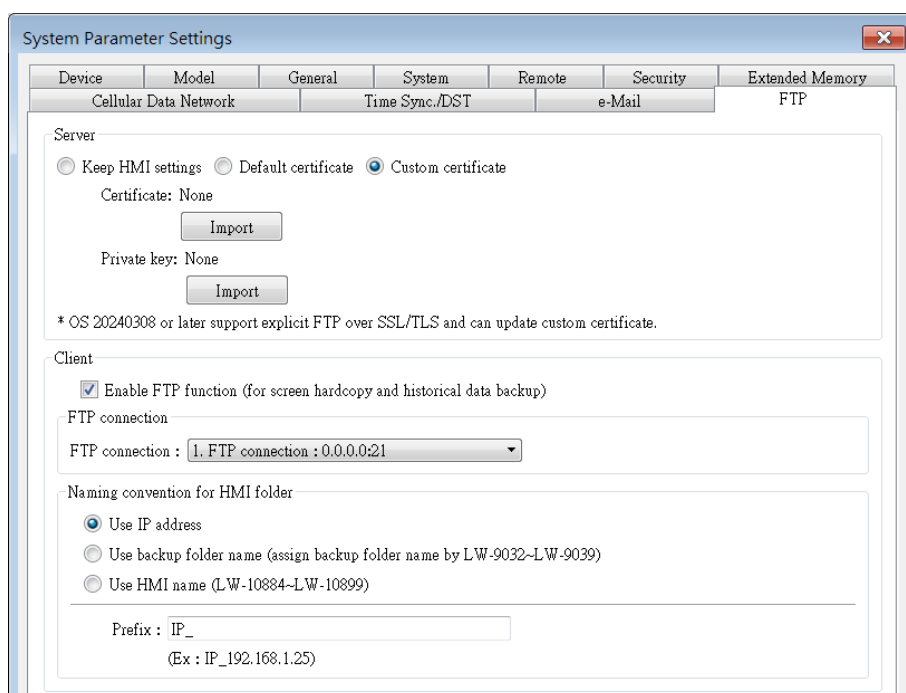 System Parameter Settings
Device Model General System Remote Security Extended Memory
Cellular Data Network Time Sync./DST e-Mail FTP
Server
Keep HMI settings Default certificate Custom certificate
Certificate: None
Import
Private key: None
Import
* OS 20240308 or later support explicit FTP over SSL/TLS and can update custom certificate.
Client
Enable FTP function (for screen hardcopy and historical data backup)
FTP connection
FTP connection : 1. FTP connection : 0.0.0.0:21
Naming convention for HMI folder
Use IP address
Use backup folder name (assign backup folder name by LW-9032~LW-9039)
Use HMI name (LW-10884~LW-10899)
Prefix : IP_
(Ex : IP_192.168.1.25)